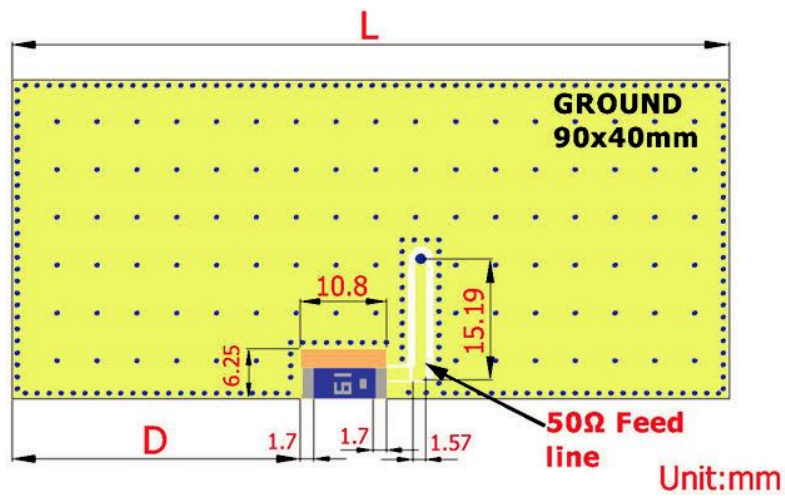 L
GROUND
90x40mm
10.8
15.19
6.25
D
1.7
1.7
1.57
50Ω Feed
line
Unit:mm